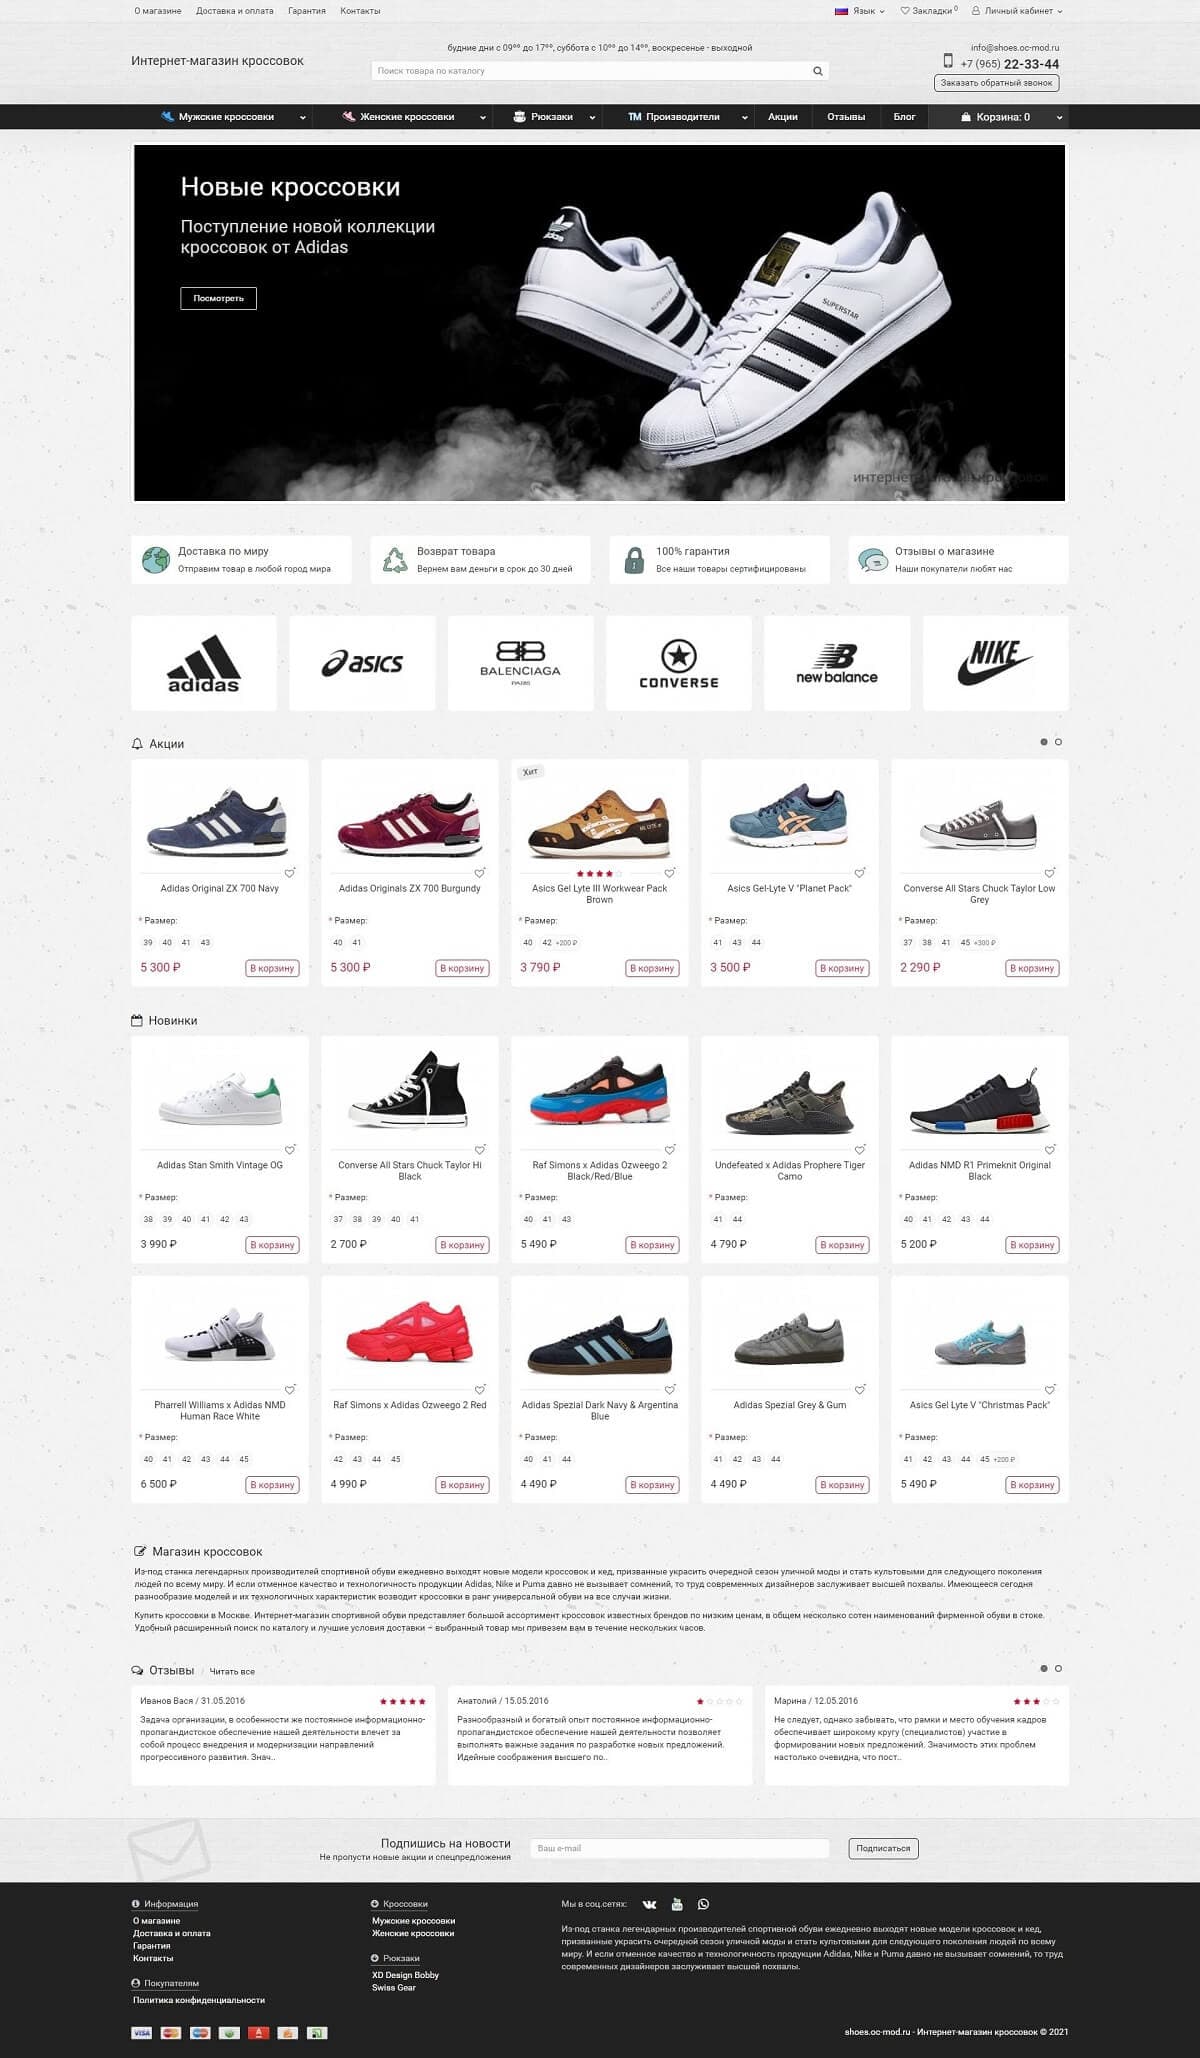 О магазине Доставка и оплата Гарантия Контакты
Язык Закладки 0 Личный кабинет
Интернет-магазин кроссовок
будние дни с 09⁰⁰ до 17⁰⁰, суббота с 10⁰⁰ до 14⁰⁰, воскресенье - выходной
Поиск товара по каталогу
info@shoes.oc-mod.ru
+7 (965) 22-33-44
Заказать обратный звонок
Мужские кроссовки Женские кроссовки Рюкзаки TM Производители Акции Отзывы Блог Корзина: 0
Новые кроссовки
Поступление новой коллекции
кроссовок от Adidas
Посмотреть
adidas
SUPERSTAR
SUPERSTAR
Доставка по миру
Отправим товар в любой город мира
Возврат товара
Вернем вам деньги в срок до 30 дней
100% гарантия
Все наши товары сертифицированы
Отзывы о магазине
Наши покупатели любят нас
adidas
asics
BALENCIAGA
PARIS
CONVERSE
new balance
NIKE
Акции
Adidas Original ZX 700 Navy
* Размер:
39 40 41 43
5 300 ₽ В корзину
Adidas Originals ZX 700 Burgundy
* Размер:
40 41
5 300 ₽ В корзину
Хит
Asics Gel Lyte III Workwear Pack
Brown
* Размер:
40 42 +200 ₽
3 790 ₽ В корзину
Asics Gel-Lyte V "Planet Pack"
* Размер:
41 43 44
3 500 ₽ В корзину
Converse All Stars Chuck Taylor Low
Grey
* Размер:
37 38 41 45 +300 ₽
2 290 ₽ В корзину
Новинки
Adidas Stan Smith Vintage OG
* Размер:
38 39 40 41 42 43
3 990 ₽ В корзину
Converse All Stars Chuck Taylor Hi
Black
* Размер:
37 38 39 40 41
2 700 ₽ В корзину
Raf Simons x Adidas Ozweego 2
Black/Red/Blue
* Размер:
40 41 43
5 490 ₽ В корзину
Undefeated x Adidas Prophere Tiger
Camo
* Размер:
41 44
4 790 ₽ В корзину
Adidas NMD R1 Primeknit Original
Black
* Размер:
40 41 42 43 44
5 200 ₽ В корзину
Pharrell Williams x Adidas NMD
Human Race White
* Размер:
40 41 42 43 44 45
6 500 ₽ В корзину
Raf Simons x Adidas Ozweego 2 Red
* Размер:
42 43 44 45
4 990 ₽ В корзину
Adidas Spezial Dark Navy & Argentina
Blue
* Размер:
40 41 44
4 490 ₽ В корзину
Adidas Spezial Grey & Gum
* Размер:
41 42 43 44
4 490 ₽ В корзину
Asics Gel Lyte V "Christmas Pack"
* Размер:
41 42 43 44 45 +200 ₽
5 490 ₽ В корзину
Магазин кроссовок
Из-под станка легендарных производителей спортивной обуви ежедневно выходят новые модели кроссовок и кед, призванные украсить очередной сезон уличной моды и стать культовыми для следующего поколения
людей по всему миру. И если отменное качество и технологичность продукции Adidas, Nike и Puma давно не вызывает сомнений, то труд современных дизайнеров заслуживает высшей похвалы. Имеющееся сегодня
разнообразие моделей и их технологичных характеристик возводит кроссовки в ранг универсальной обуви на все случаи жизни.
Купить кроссовки в Москве. Интернет-магазин спортивной обуви представляет большой ассортимент кроссовок известных брендов по низким ценам, в общем несколько сотен наименований фирменной обуви в стоке.
Удобный расширенный поиск по каталогу и лучшие условия доставки – выбранный товар мы привезем вам в течение нескольких часов.
Отзывы / Читать все
Иванов Вася / 31.05.2016
Задача организации, в особенности же постоянное информационно-
пропагандистское обеспечение нашей деятельности влечет за
собой процесс внедрения и модернизации направлений
прогрессивного развития. Знач..
Анатолий / 15.05.2016
Разнообразный и богатый опыт постоянное информационно-
пропагандистское обеспечение нашей деятельности позволяет
выполнять важные задания по разработке новых предложений.
Идейные соображения высшего по..
Марина / 12.05.2016
Не следует, однако забывать, что рамки и место обучения кадров
обеспечивает широкому кругу (специалистов) участие в
формировании новых предложений. Значимость этих проблем
настолько очевидна, что пост..
Подпишись на новости
Не пропусти новые акции и спецпредложения
Ваш e-mail
Подписаться
Информация
О магазине
Доставка и оплата
Гарантия
Контакты
Покупателям
Политика конфиденциальности
Кроссовки
Мужские кроссовки
Женские кроссовки
Рюкзаки
XD Design Bobby
Swiss Gear
Мы в соц.сетях:
Из-под станка легендарных производителей спортивной обуви ежедневно выходят новые модели кроссовок и кед,
призванные украсить очередной сезон уличной моды и стать культовыми для следующего поколения людей по всему
миру. И если отменное качество и технологичность продукции Adidas, Nike и Puma давно не вызывает сомнений, то труд
современных дизайнеров заслуживает высшей похвалы.
VISA
shoes.oc-mod.ru - Интернет-магазин кроссовок © 2021